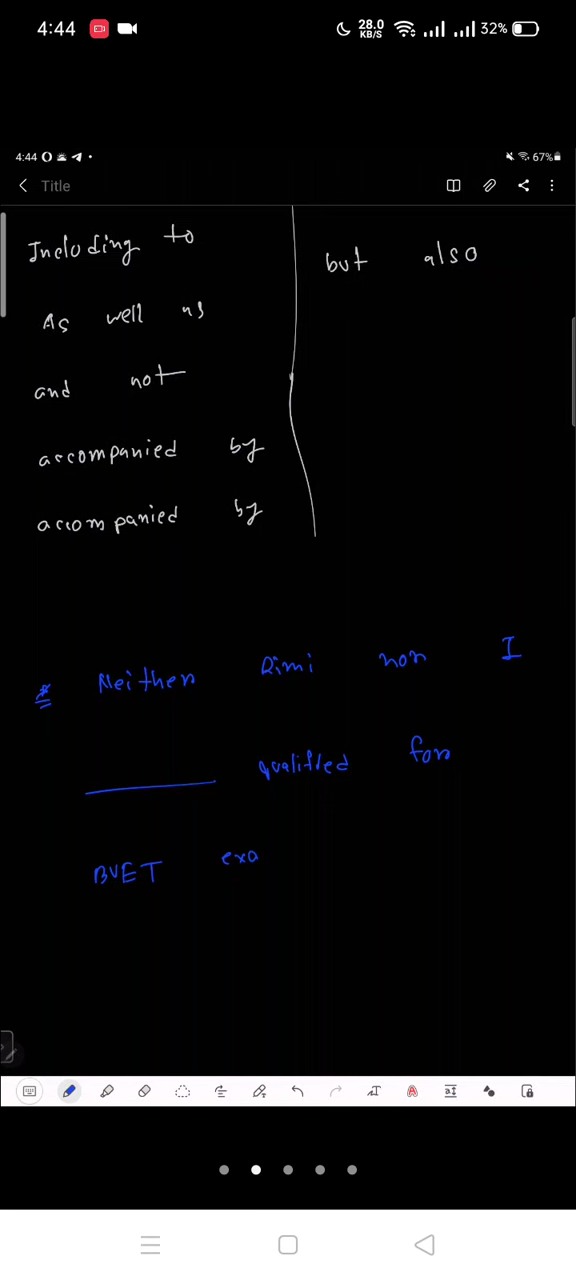 4:44 28.0 KB/S 32%
4:44 67%
Title
Including to
but also
As well as
and not
accompanied by
accompanied by
* Neither Rimi nor I
______ qualified for
BUET exa